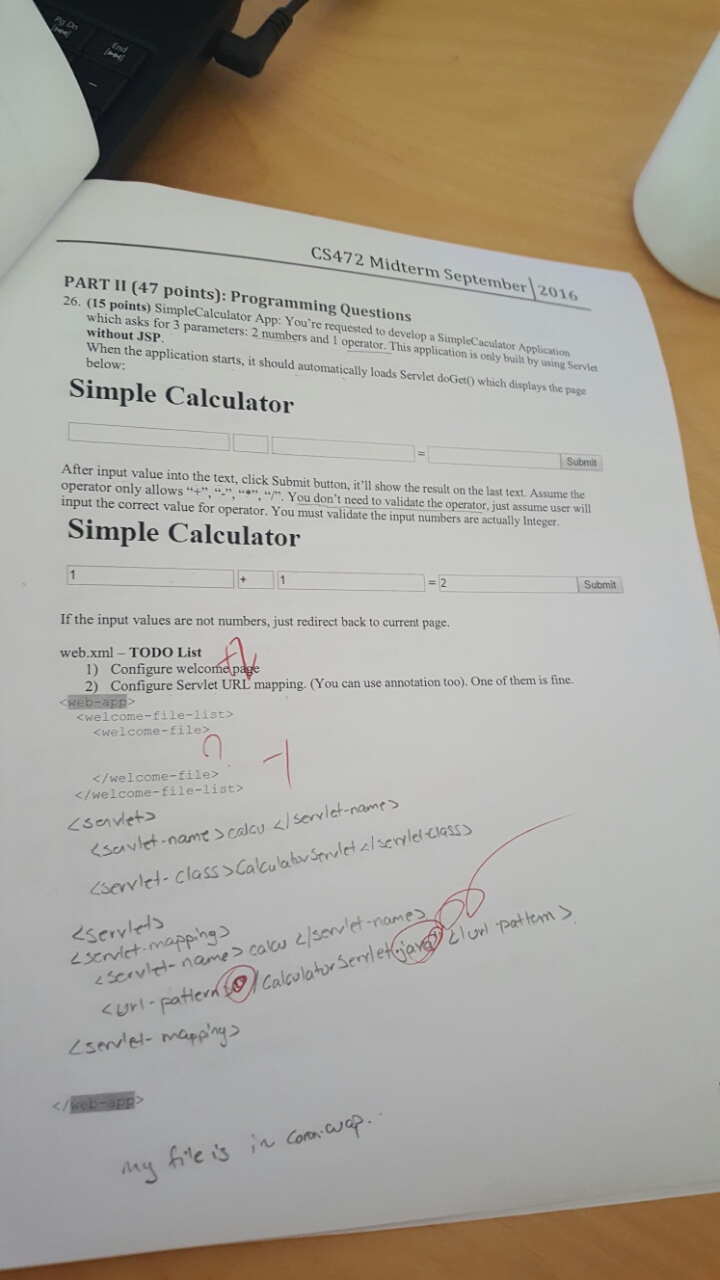 Pg Dn
End
CS472 Midterm September 2016
PART II (47 points): Programming Questions
26. (15 points) SimpleCalculator App: You're requested to develop a SimpleCaculator Application
which asks for 3 parameters: 2 numbers and 1 operator. This application is only built by using Servlet
without JSP.
When the application starts, it should automatically loads Servlet doGet() which displays the page
below:
Simple Calculator
= Submit
After input value into the text, click Submit button, it'll show the result on the last text. Assume the
operator only allows "+", "-", "*", "/". You don't need to validate the operator, just assume user will
input the correct value for operator. You must validate the input numbers are actually Integer.
Simple Calculator
1 + 1 = 2 Submit
If the input values are not numbers, just redirect back to current page.
web.xml – TODO List
+2
1) Configure welcome page
2) Configure Servlet URL mapping. (You can use annotation too). One of them is fine.
<web-app>
<welcome-file-list>
<welcome-file>
? -1
</welcome-file>
</welcome-file-list>
<servlet>
<servlet-name>calcu</servlet-name>
<servlet-class>CalculatorServlet</servlet-class>
<servlet>
<servlet-mapping>
<servlet-name>calcu</servlet-name>
<url-pattern> /CalculatorServlet.java </url-pattern>
<servlet-mapping>
</web-app>
my file is in